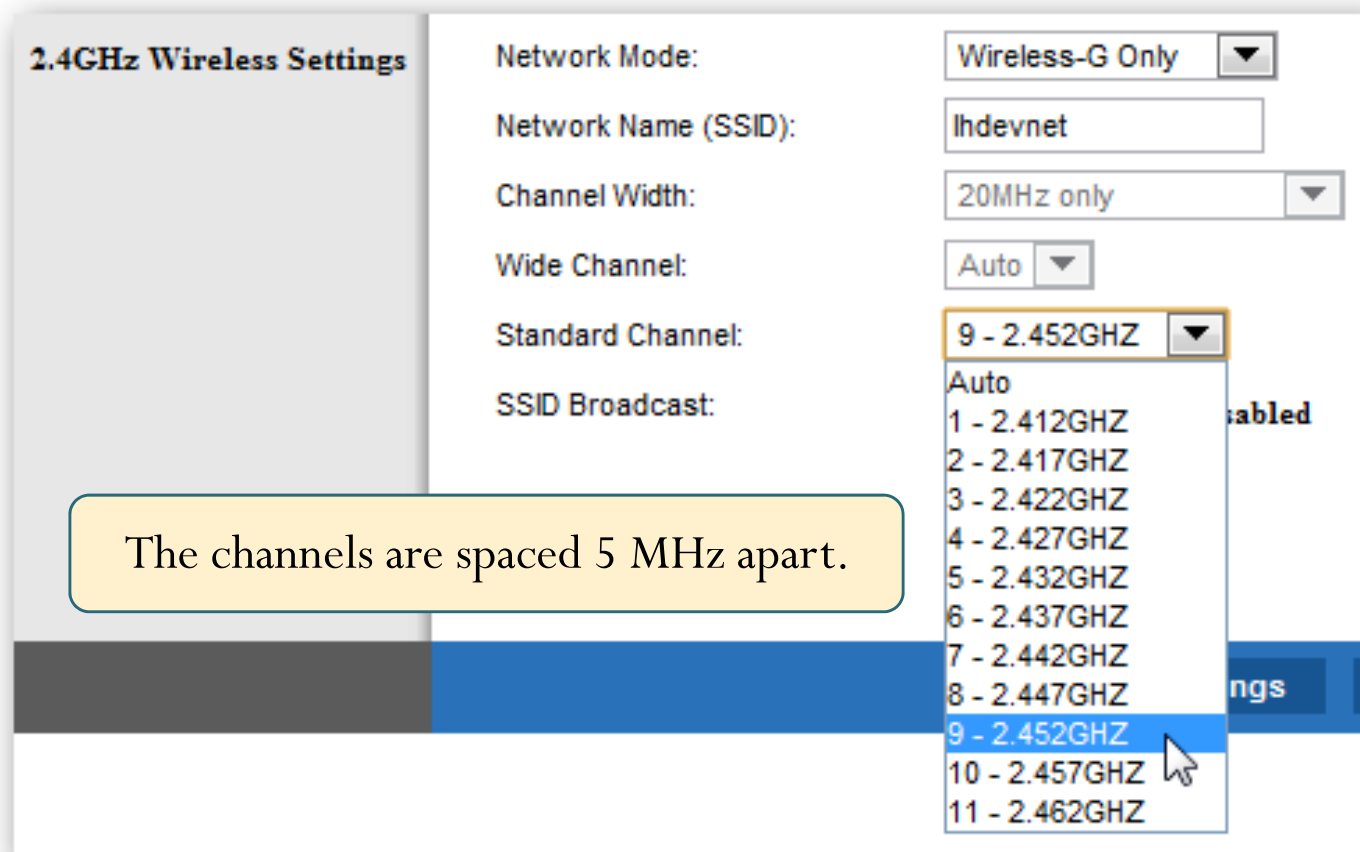 2.4GHz Wireless Settings
Network Mode: Wireless-G Only
Network Name (SSID): lhdevnet
Channel Width: 20MHz only
Wide Channel: Auto
Standard Channel: 9 - 2.452GHZ
SSID Broadcast:
Auto
1 - 2.412GHZ
2 - 2.417GHZ
3 - 2.422GHZ
4 - 2.427GHZ
5 - 2.432GHZ
6 - 2.437GHZ
7 - 2.442GHZ
8 - 2.447GHZ
9 - 2.452GHZ
10 - 2.457GHZ
11 - 2.462GHZ
The channels are spaced 5 MHz apart.